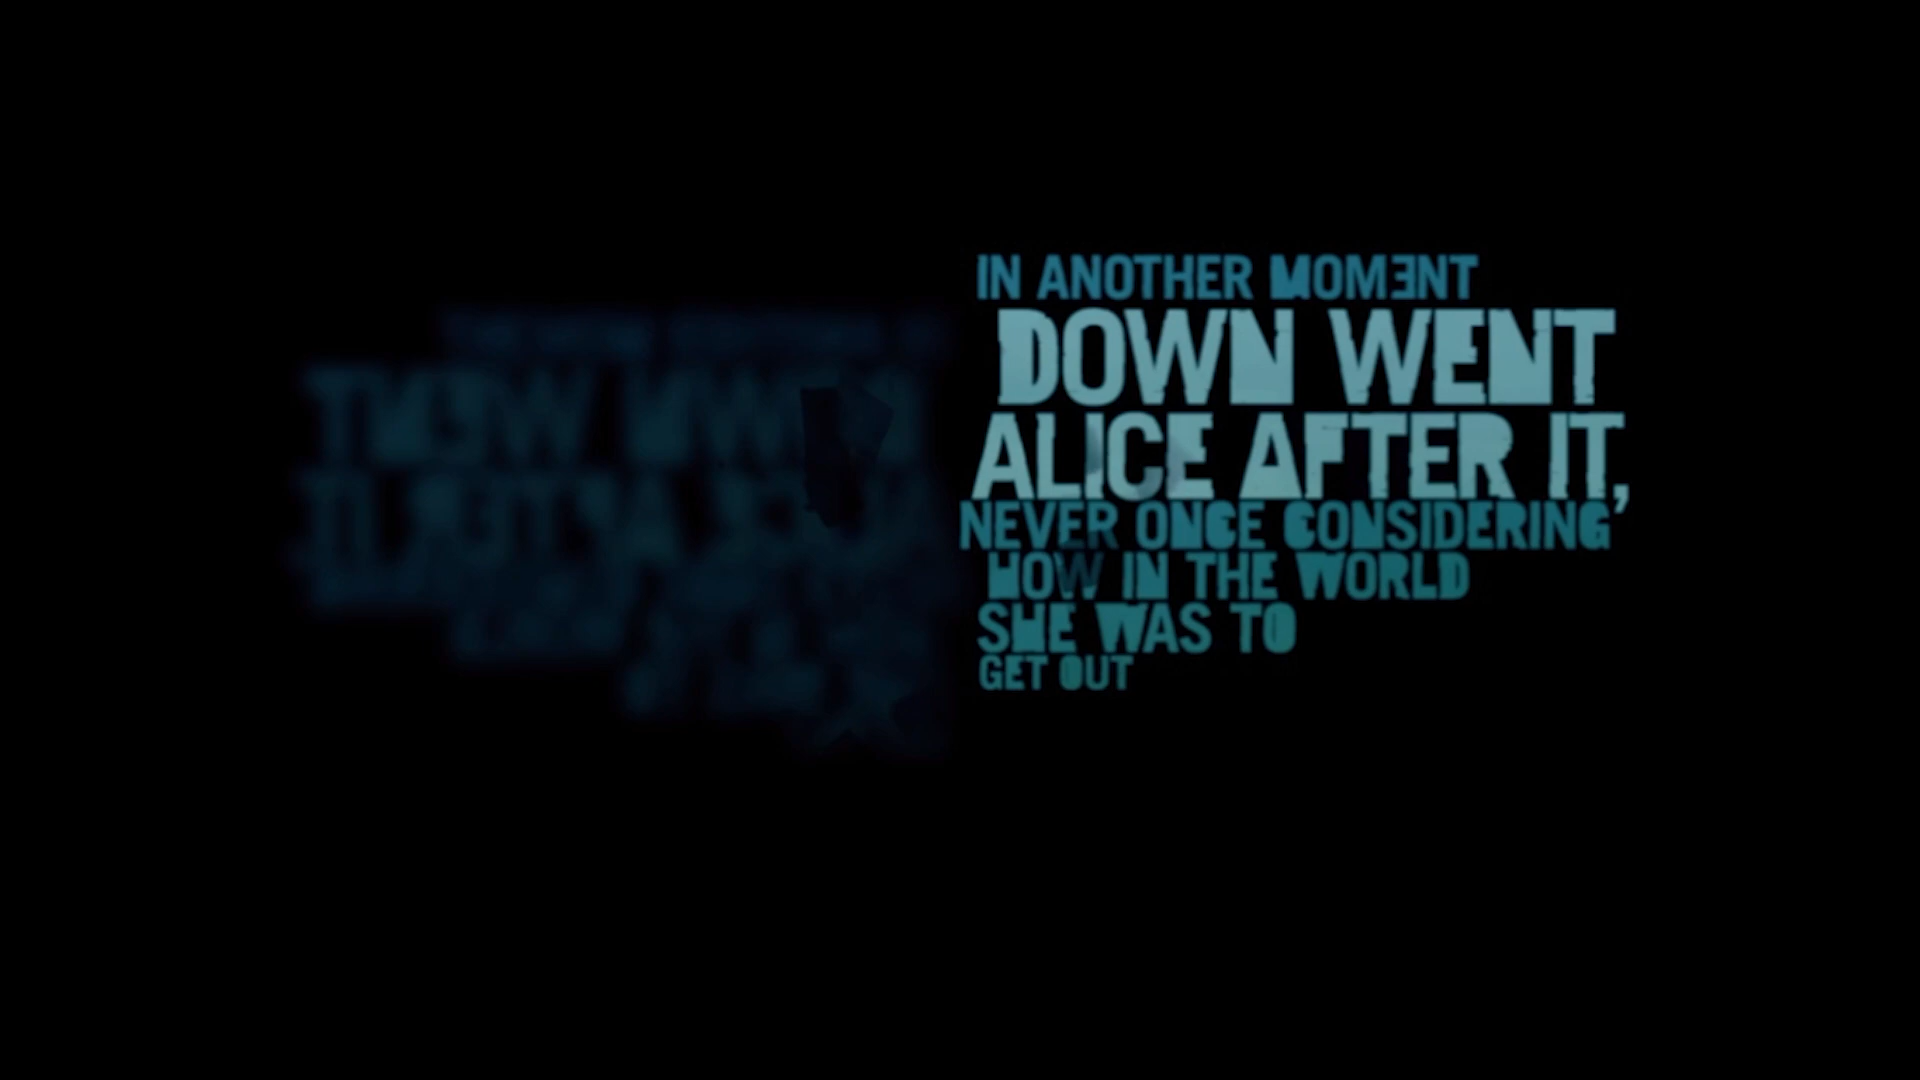 IN ANOTHER MOMENT
DOWN WENT
ALICE AFTER IT,
NEVER ONCE CONSIDERING
HOW IN THE WORLD
SHE WAS TO
GET OUT